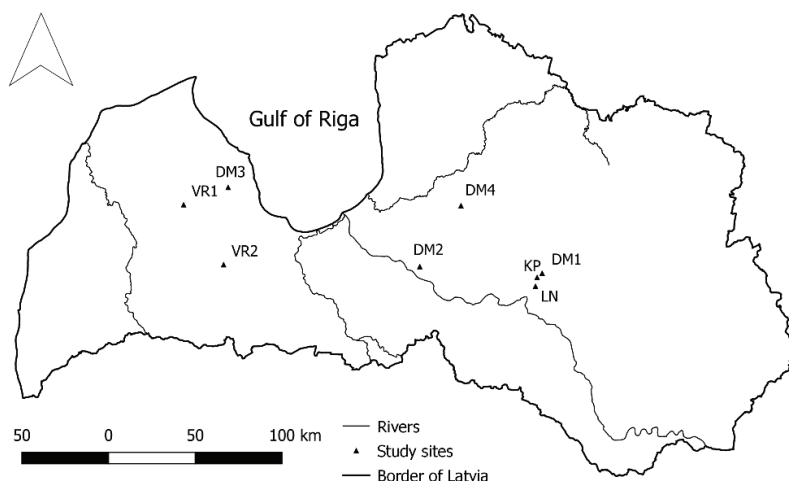 Gulf of Riga
DM3
VR1
DM4
VR2
DM2
KP
DM1
LN
50 0 50 100 km
Rivers
Study sites
Border of Latvia